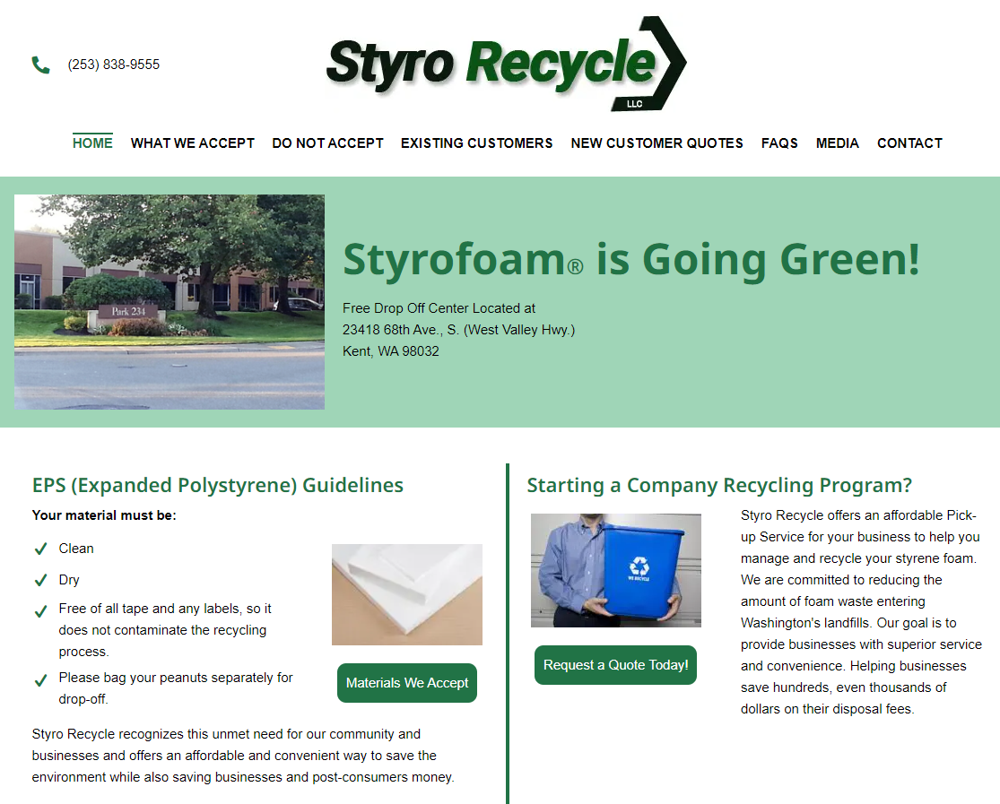 (253) 838-9555
Styro Recycle
LLC
HOME WHAT WE ACCEPT DO NOT ACCEPT EXISTING CUSTOMERS NEW CUSTOMER QUOTES FAQS MEDIA CONTACT
Park 234
Styrofoam® is Going Green!
Free Drop Off Center Located at
23418 68th Ave., S. (West Valley Hwy.)
Kent, WA 98032
EPS (Expanded Polystyrene) Guidelines
Your material must be:
Clean
Dry
Free of all tape and any labels, so it
does not contaminate the recycling
process.
Please bag your peanuts separately for
drop-off.
Materials We Accept
Styro Recycle recognizes this unmet need for our community and
businesses and offers an affordable and convenient way to save the
environment while also saving businesses and post-consumers money.
Starting a Company Recycling Program?
WE RECYCLE
Request a Quote Today!
Styro Recycle offers an affordable Pick-
up Service for your business to help you
manage and recycle your styrene foam.
We are committed to reducing the
amount of foam waste entering
Washington's landfills. Our goal is to
provide businesses with superior service
and convenience. Helping businesses
save hundreds, even thousands of
dollars on their disposal fees.